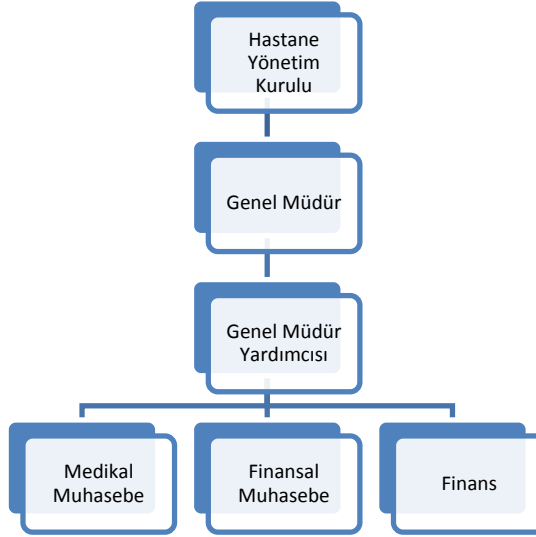 Hastane
Yönetim
Kurulu
Genel Müdür
Genel Müdür
Yardımcısı
Medikal
Muhasebe
Finansal
Muhasebe
Finans